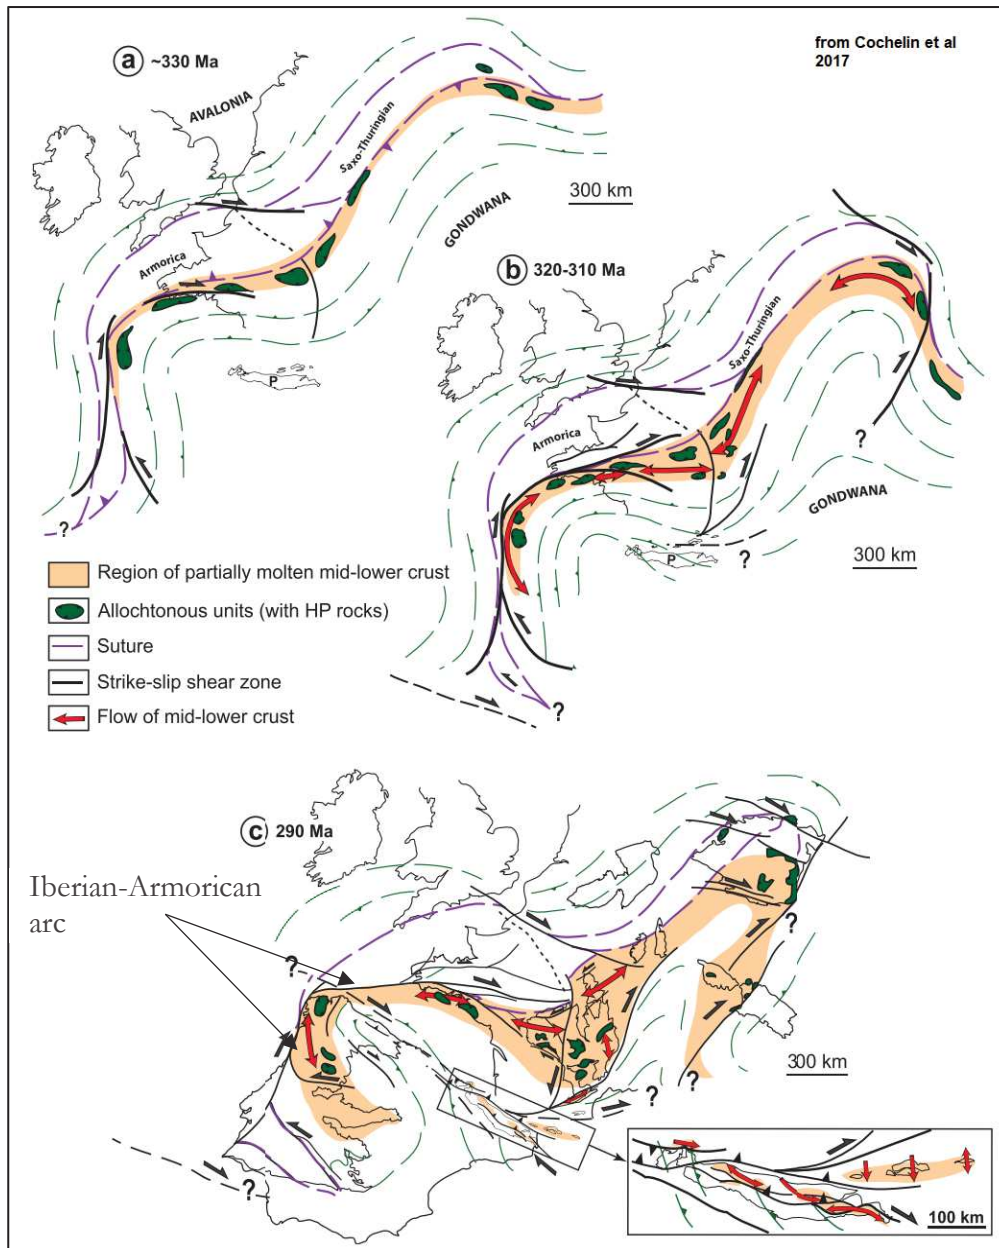 from Cochelin et al
2017
a ~330 Ma
AVALONIA
Saxo-Thuringian
GONDWANA
Armorica
300 km
P
?
b 320-310 Ma
Saxo-Thuringian
Armorica
GONDWANA
?
?
P
300 km
?
Region of partially molten mid-lower crust
Allochtonous units (with HP rocks)
Suture
Strike-slip shear zone
Flow of mid-lower crust
c 290 Ma
Iberian-Armorican
arc
?
?
?
?
?
300 km
100 km